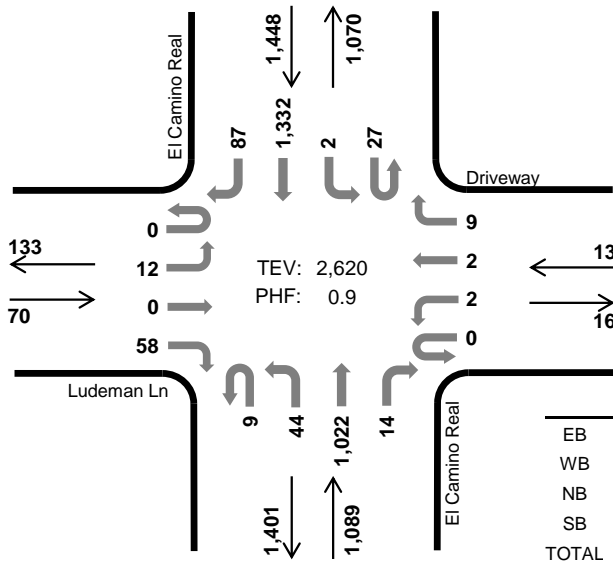 El Camino Real
1,448
1,070
87
1,332
2
27
Driveway
0
9
133
12
TEV: 2,620
2
13
PHF: 0.9
70
0
2
16
58
0
Ludeman Ln
9
44
1,022
14
El Camino Real
1,401
1,089
EB
WB
NB
SB
TOTAL